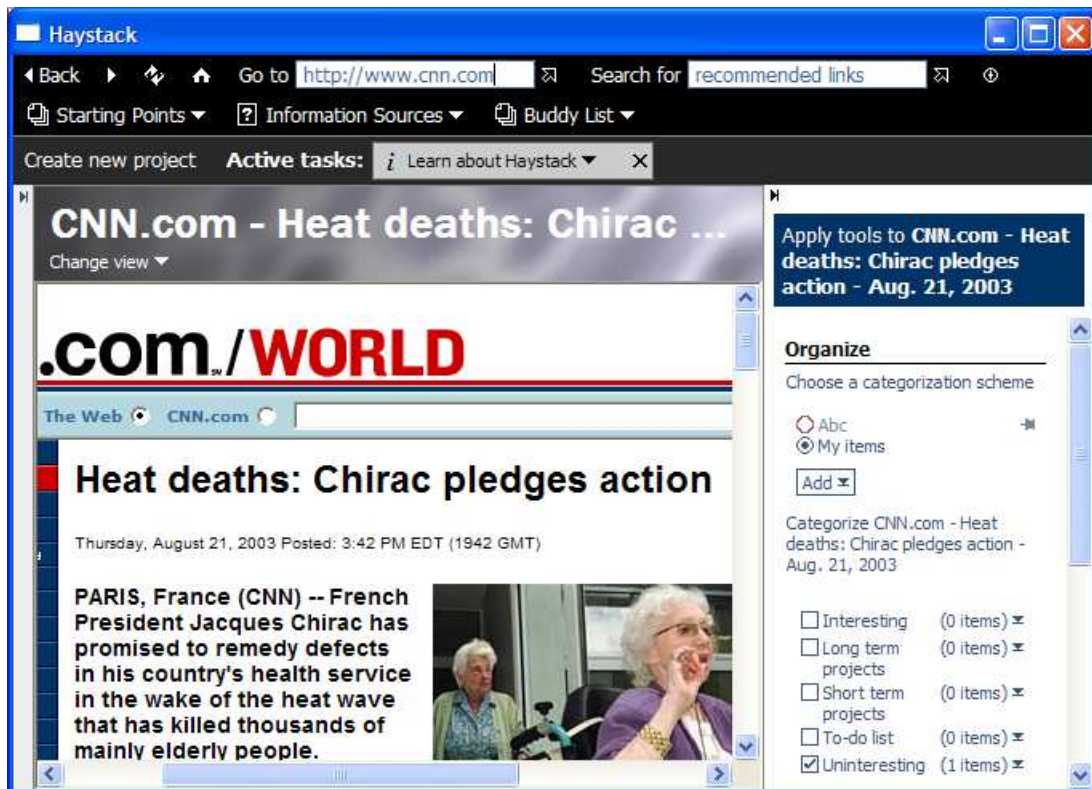 Haystack
Back Go to http://www.cnn.com Search for recommended links
Starting Points ? Information Sources Buddy List
Create new project Active tasks: i Learn about Haystack X
CNN.com - Heat deaths: Chirac ...
Change view
.com/WORLD
The Web CNN.com
Heat deaths: Chirac pledges action
Thursday, August 21, 2003 Posted: 3:42 PM EDT (1942 GMT)
PARIS, France (CNN) -- French
President Jacques Chirac has
promised to remedy defects
in his country's health service
in the wake of the heat wave
that has killed thousands of
mainly elderly people.
Apply tools to CNN.com - Heat
deaths: Chirac pledges
action - Aug. 21, 2003
Organize
Choose a categorization scheme
Abc
My items
Add
Categorize CNN.com - Heat
deaths: Chirac pledges action -
Aug. 21, 2003
Interesting (0 items)
Long term (0 items)
projects
Short term (0 items)
projects
To-do list (0 items)
Uninteresting (1 items)